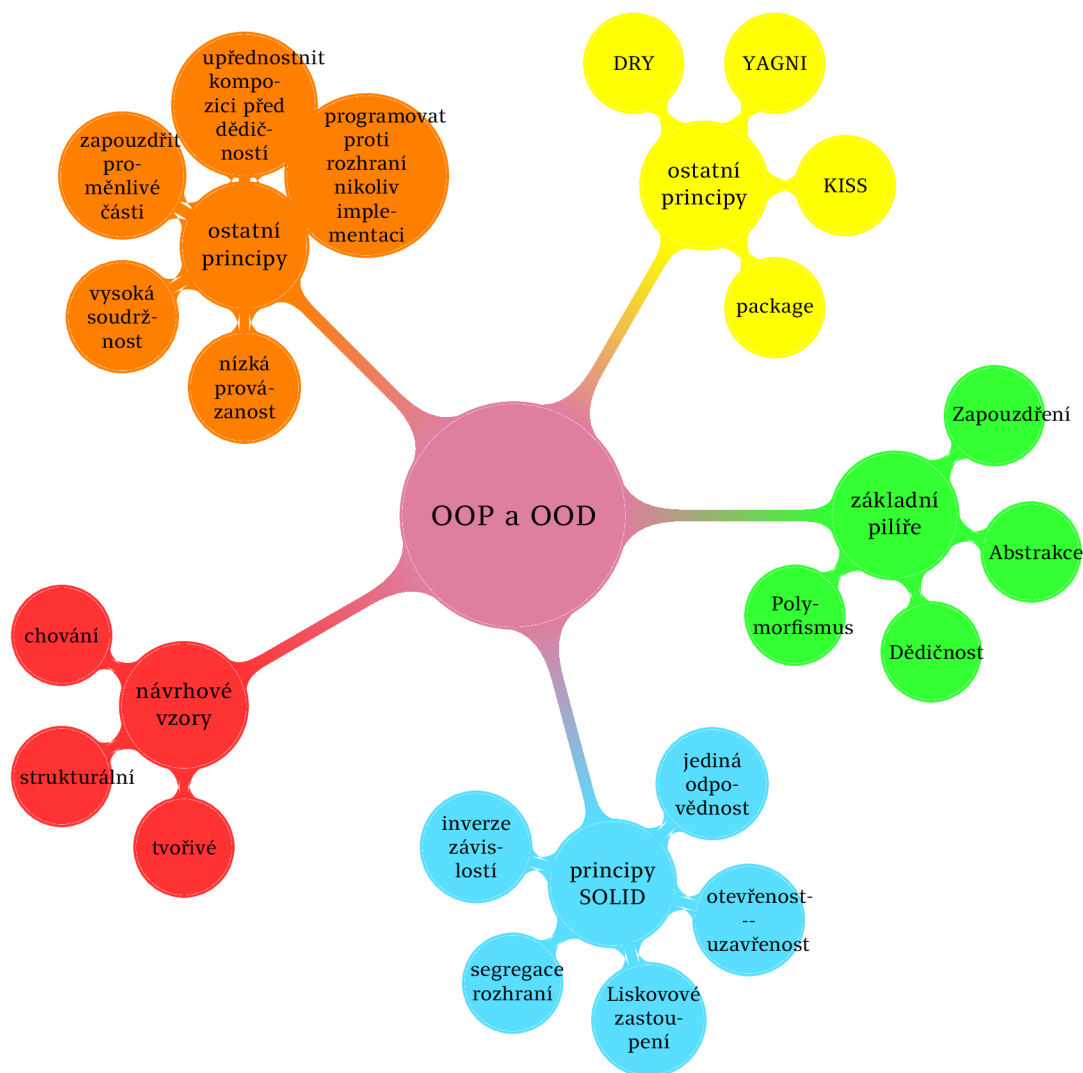 OOP a OOD
ostatní
principy
upřednostnit
kompo-
zici před
dědič-
ností
programovat
proti
rozhraní
nikoliv
imple-
mentaci
zapouzdřit
pro-
měnlivé
části
vysoká
soudrž-
nost
nízká
prová-
zanost
ostatní
principy
DRY
YAGNI
KISS
package
základní
pilíře
Zapouzdření
Abstrakce
Dědičnost
Poly-
morfismus
principy
SOLID
jediná
odpo-
vědnost
otevřenost-
--
uzavřenost
Liskovové
zastou-
pení
segregace
rozhraní
inverze
závis-
lostí
návrhové
vzory
chování
strukturální
tvořivé